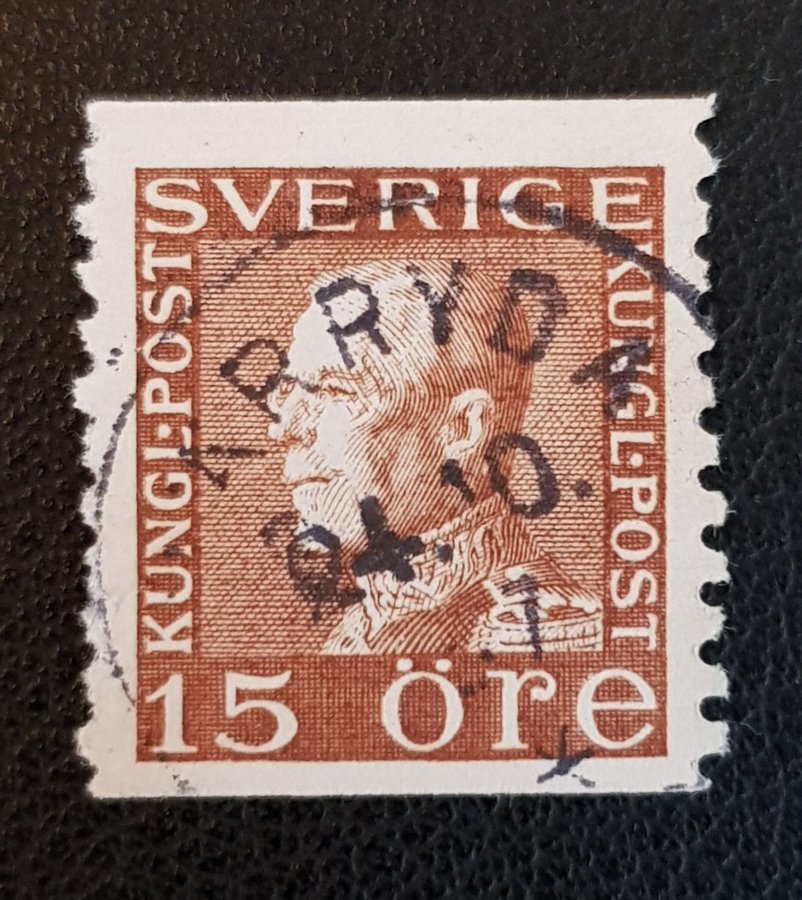 SVERIGE
KUNGL·POST
KUNGL·POST
15 öre
RYD